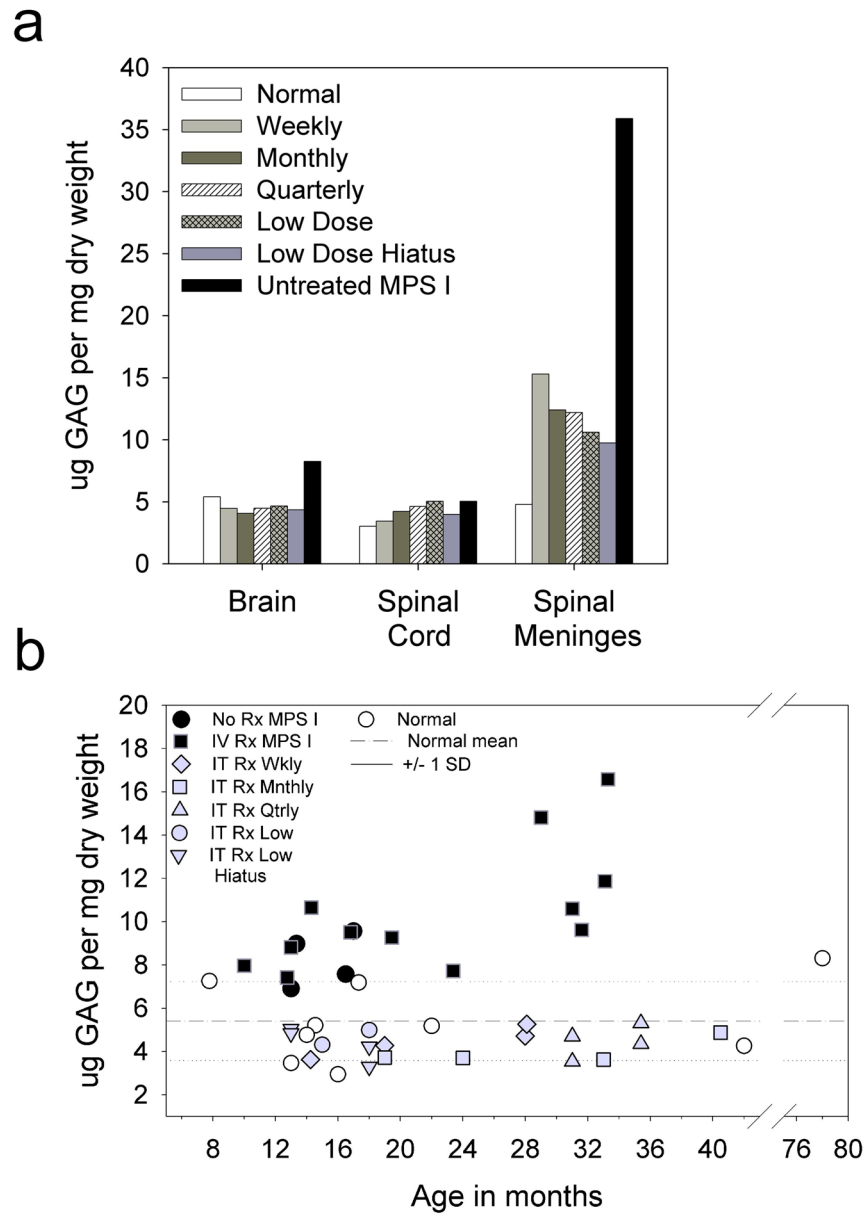 a
ug GAG per mg dry weight
40
35
30
25
20
15
10
5
0
Normal
Weekly
Monthly
Quarterly
Low Dose
Low Dose Hiatus
Untreated MPS I
Brain
Spinal
Cord
Spinal
Meninges
b
ug GAG per mg dry weight
20
18
16
14
12
10
8
6
4
2
No Rx MPS I
IV Rx MPS I
IT Rx Wkly
IT Rx Mnthly
IT Rx Qtrly
IT Rx Low
IT Rx Low
Hiatus
Normal
Normal mean
+/- 1 SD
8 12 16 20 24 28 32 36 40 76 80
Age in months